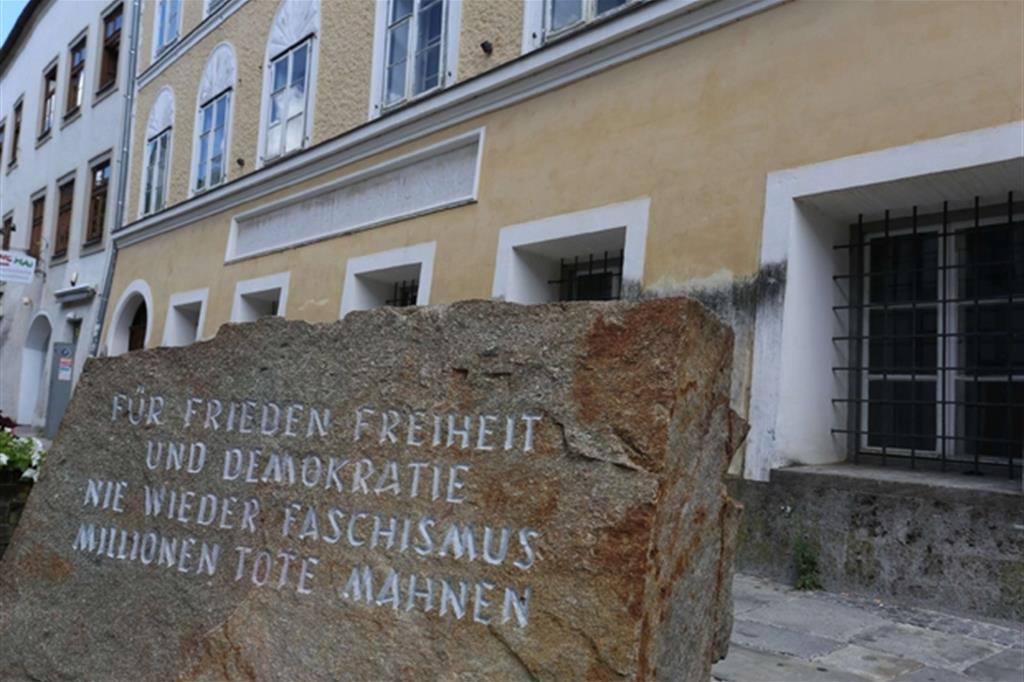 FÜR FRIEDEN FREIHEIT
UND DEMOKRATIE
NIE WIEDER FASCHISMUS
MILLIONEN TOTE MAHNEN